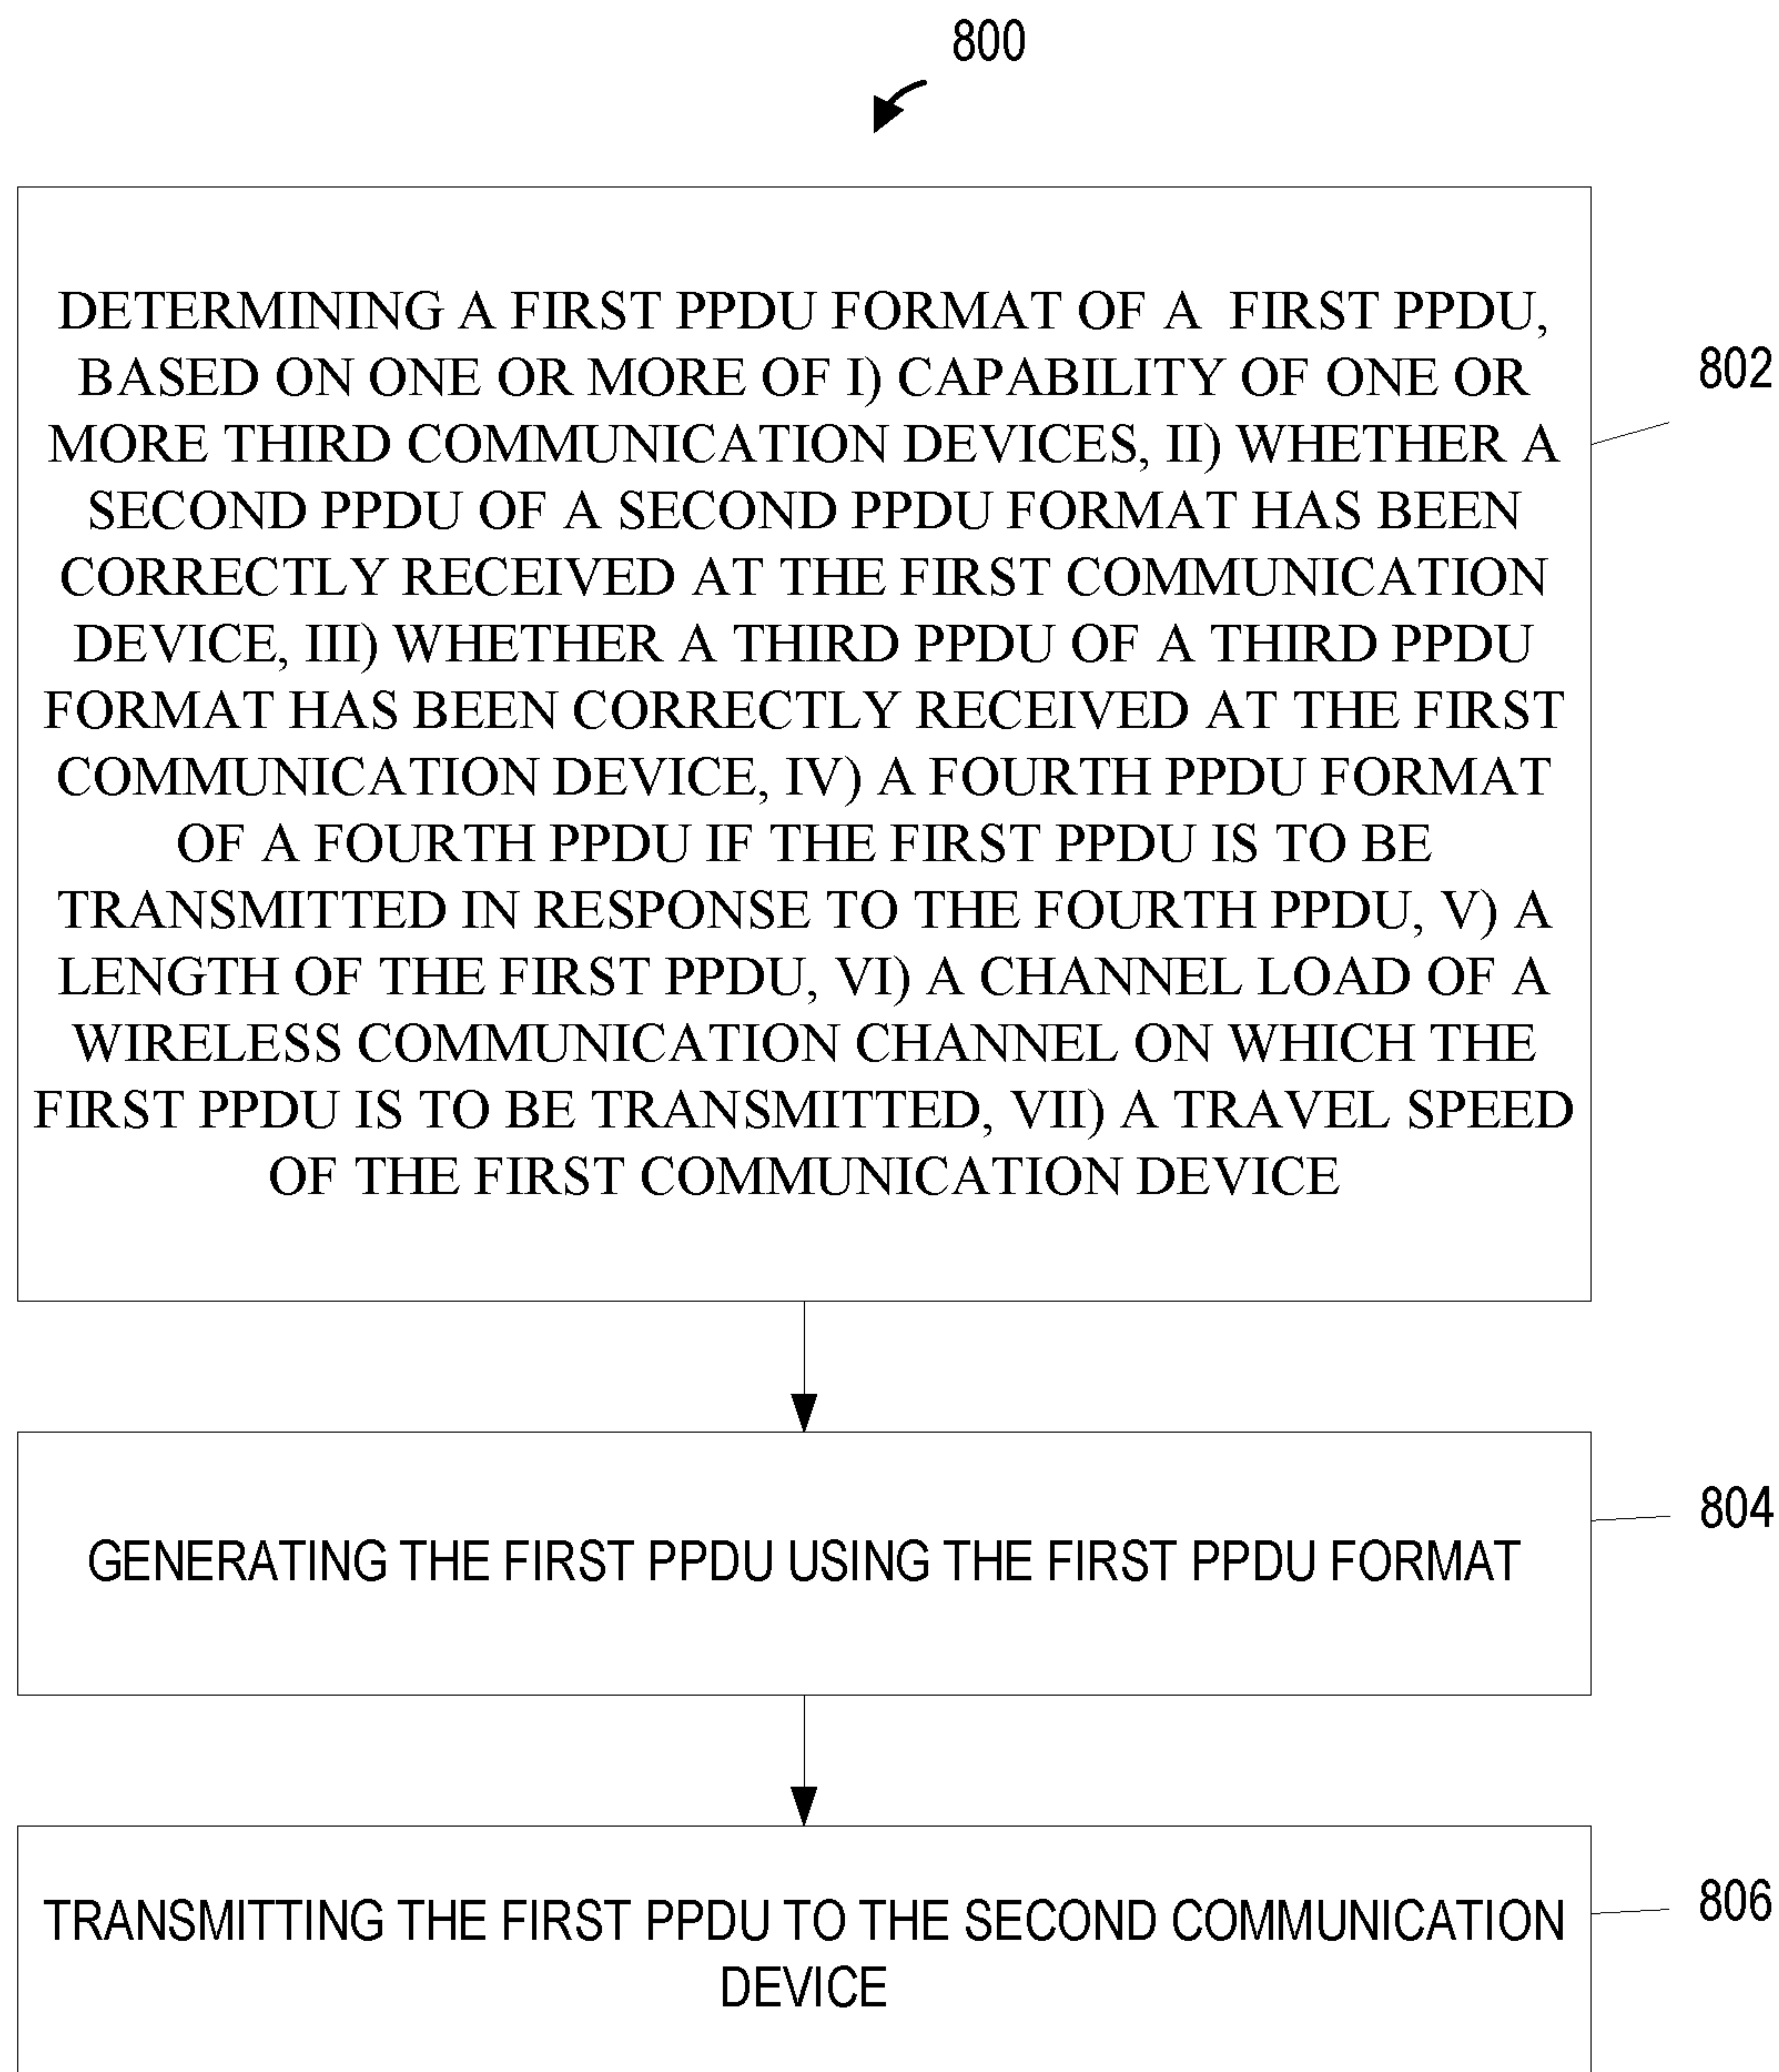 800
DETERMINING A FIRST PPDU FORMAT OF A FIRST PPDU,
BASED ON ONE OR MORE OF I) CAPABILITY OF ONE OR
MORE THIRD COMMUNICATION DEVICES, II) WHETHER A
SECOND PPDU OF A SECOND PPDU FORMAT HAS BEEN
CORRECTLY RECEIVED AT THE FIRST COMMUNICATION
DEVICE, III) WHETHER A THIRD PPDU OF A THIRD PPDU
FORMAT HAS BEEN CORRECTLY RECEIVED AT THE FIRST
COMMUNICATION DEVICE, IV) A FOURTH PPDU FORMAT
OF A FOURTH PPDU IF THE FIRST PPDU IS TO BE
TRANSMITTED IN RESPONSE TO THE FOURTH PPDU, V) A
LENGTH OF THE FIRST PPDU, VI) A CHANNEL LOAD OF A
WIRELESS COMMUNICATION CHANNEL ON WHICH THE
FIRST PPDU IS TO BE TRANSMITTED, VII) A TRAVEL SPEED
OF THE FIRST COMMUNICATION DEVICE
802
GENERATING THE FIRST PPDU USING THE FIRST PPDU FORMAT
804
TRANSMITTING THE FIRST PPDU TO THE SECOND COMMUNICATION
DEVICE
806